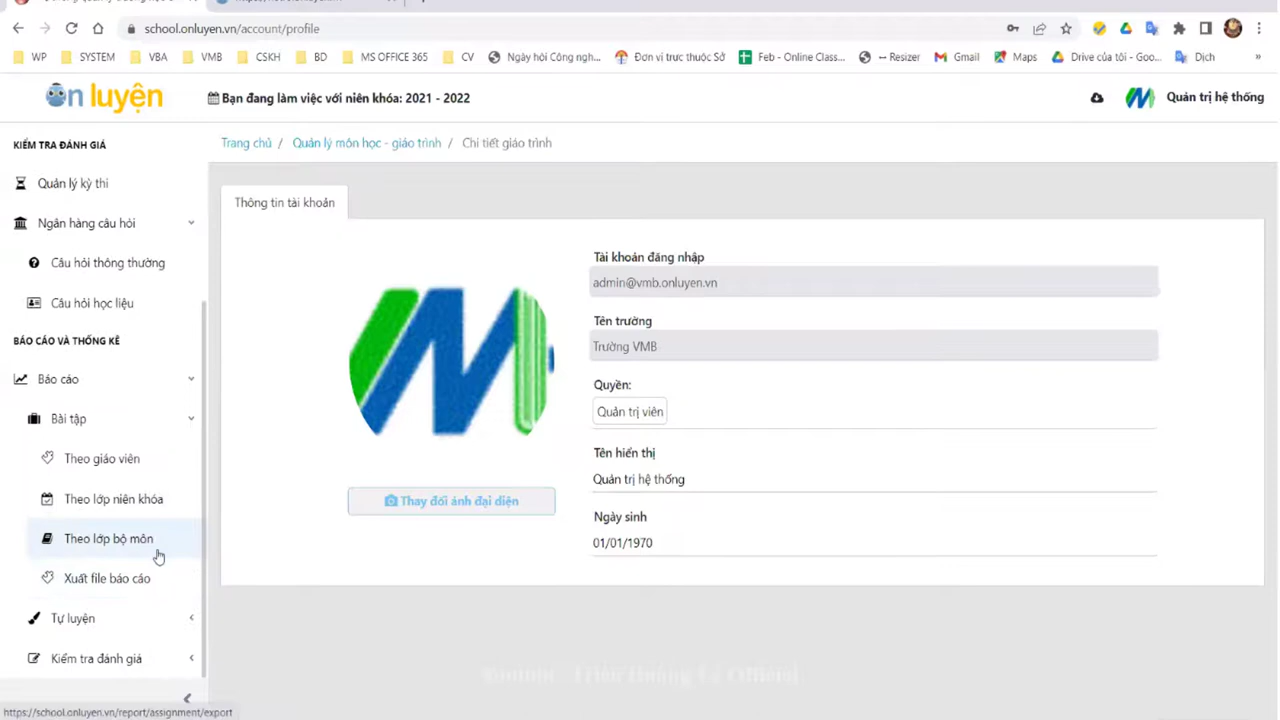 school.onluyen.vn/account/profile
WP SYSTEM VBA VMB CSKH BD MS OFFICE 365 CV Ngày hội Công ngh... Đơn vị trực thuộc Sở Feb - Online Class... -- Resizer Gmail Maps Drive của tôi - Goo... Dịch »
Ôn luyện Bạn đang làm việc với niên khóa: 2021 - 2022 Quản trị hệ thống
Trang chủ / Quản lý môn học - giáo trình / Chi tiết giáo trình
KIỂM TRA ĐÁNH GIÁ
Quản lý kỳ thi
Ngân hàng câu hỏi
Câu hỏi thông thường
Câu hỏi học liệu
BÁO CÁO VÀ THỐNG KÊ
Báo cáo
Bài tập
Theo giáo viên
Theo lớp niên khóa
Theo lớp bộ môn
Xuất file báo cáo
Tự luyện
Kiểm tra đánh giá
Thông tin tài khoản
Thay đổi ảnh đại diện
Tài khoản đăng nhập
admin@vmb.onluyen.vn
Tên trường
Trường VMB
Quyền:
Quản trị viên
Tên hiển thị
Quản trị hệ thống
Ngày sinh
01/01/1970
https://school.onluyen.vn/report/assignment/export